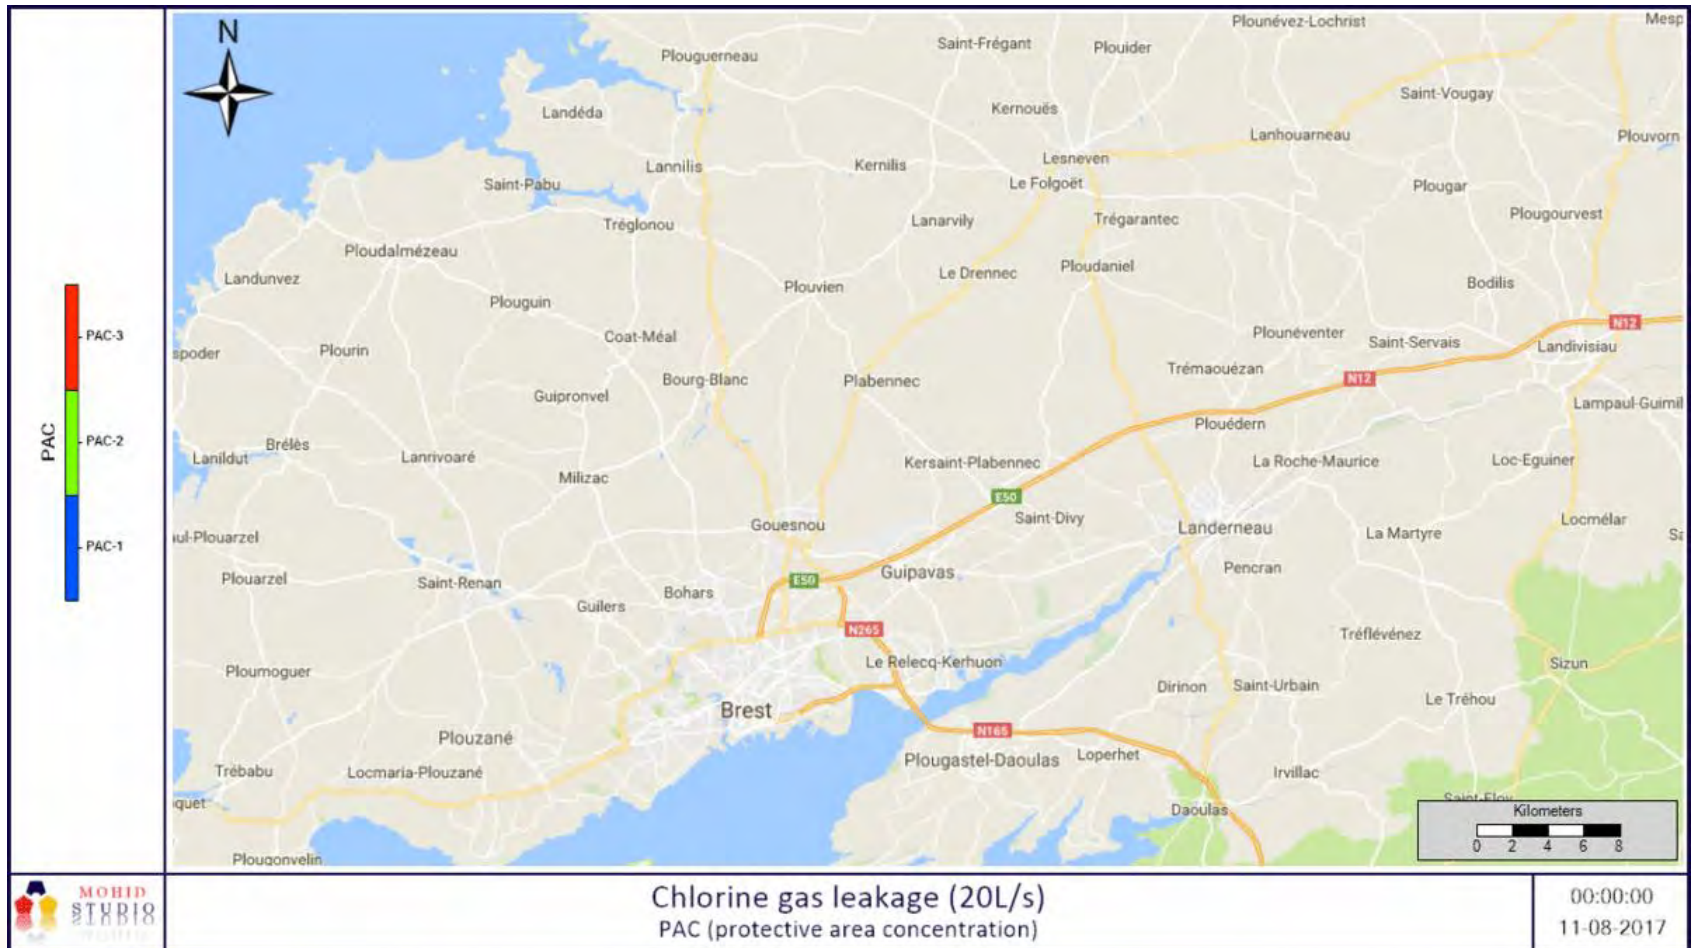 N
Plouguerneau
Saint-Frégant
Plouider
Plounévez-Lochrist
Landéda
Kernouës
Saint-Vougay
Lanhouarneau
Plouvorn
Lannilis
Kernilis
Lesneven
Saint-Pabu
Le Folgoët
Plougar
Tréglonou
Lanarvily
Trégarantec
Plougourvest
Ploudalmézeau
Landunvez
Le Drennec
Ploudaniel
Plouvien
Bodilis
Plouguin
Coat-Méal
Plounéventer
Saint-Servais
N12
Landivisiau
spoder
Plourin
Trémaouézan
N12
Bourg-Blanc
Plabennec
Guipronvel
Lampaul-Guimil
Plouédern
Brélès
Lanildut
Lanrivoaré
Kersaint-Plabennec
La Roche-Maurice
Loc-Eguiner
Milizac
E50
Saint-Divy
Gouesnou
Landerneau
La Martyre
Locmélar
ul-Plouarzel
Plouarzel
Saint-Renan
E50
Guipavas
Pencran
Bohars
Guilers
N265
Tréflévénez
Le Relecq-Kerhuon
Sizun
Ploumoguer
Dirinon
Saint-Urbain
Le Tréhou
Brest
Plouzané
N165
Plougastel-Daoulas
Loperhet
Trébabu
Locmaria-Plouzané
Irvillac
quet
Daoulas
Saint-Eloy
Plougonvelin
Kilometers
0 2 4 6 8
PAC
PAC-3
PAC-2
PAC-1
MOHID
STUDIO
Chlorine gas leakage (20L/s)
PAC (protective area concentration)
00:00:00
11-08-2017